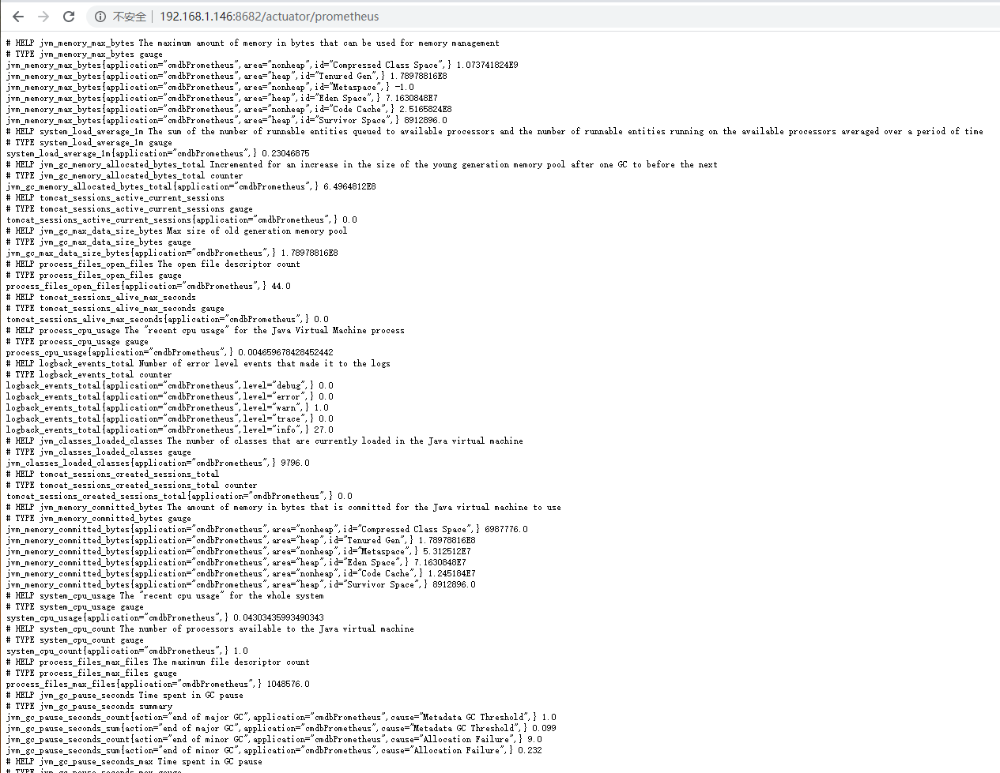 不安全 192.168.1.146:8682/actuator/prometheus
# HELP jvm_memory_max_bytes The maximum amount of memory in bytes that can be used for memory management
# TYPE jvm_memory_max_bytes gauge
jvm_memory_max_bytes{application="cmdbPrometheus",area="nonheap",id="Compressed Class Space",} 1.073741824E9
jvm_memory_max_bytes{application="cmdbPrometheus",area="heap",id="Tenured Gen",} 1.78978816E8
jvm_memory_max_bytes{application="cmdbPrometheus",area="nonheap",id="Metaspace",} -1.0
jvm_memory_max_bytes{application="cmdbPrometheus",area="heap",id="Eden Space",} 7.1630848E7
jvm_memory_max_bytes{application="cmdbPrometheus",area="nonheap",id="Code Cache",} 2.5165824E8
jvm_memory_max_bytes{application="cmdbPrometheus",area="heap",id="Survivor Space",} 8912896.0
# HELP system_load_average_1m The sum of the number of runnable entities queued to available processors and the number of runnable entities running on the available processors averaged over a period of time
# TYPE system_load_average_1m gauge
system_load_average_1m{application="cmdbPrometheus",} 0.23046875
# HELP jvm_gc_memory_allocated_bytes_total Incremented for an increase in the size of the young generation memory pool after one GC to before the next
# TYPE jvm_gc_memory_allocated_bytes_total counter
jvm_gc_memory_allocated_bytes_total{application="cmdbPrometheus",} 6.4964812E8
# HELP tomcat_sessions_active_current_sessions
# TYPE tomcat_sessions_active_current_sessions gauge
tomcat_sessions_active_current_sessions{application="cmdbPrometheus",} 0.0
# HELP jvm_gc_max_data_size_bytes Max size of old generation memory pool
# TYPE jvm_gc_max_data_size_bytes gauge
jvm_gc_max_data_size_bytes{application="cmdbPrometheus",} 1.78978816E8
# HELP process_files_open_files The open file descriptor count
# TYPE process_files_open_files gauge
process_files_open_files{application="cmdbPrometheus",} 44.0
# HELP tomcat_sessions_alive_max_seconds
# TYPE tomcat_sessions_alive_max_seconds gauge
tomcat_sessions_alive_max_seconds{application="cmdbPrometheus",} 0.0
# HELP process_cpu_usage The "recent cpu usage" for the Java Virtual Machine process
# TYPE process_cpu_usage gauge
process_cpu_usage{application="cmdbPrometheus",} 0.004659678428452442
# HELP logback_events_total Number of error level events that made it to the logs
# TYPE logback_events_total counter
logback_events_total{application="cmdbPrometheus",level="debug",} 0.0
logback_events_total{application="cmdbPrometheus",level="error",} 0.0
logback_events_total{application="cmdbPrometheus",level="warn",} 1.0
logback_events_total{application="cmdbPrometheus",level="trace",} 0.0
logback_events_total{application="cmdbPrometheus",level="info",} 27.0
# HELP jvm_classes_loaded_classes The number of classes that are currently loaded in the Java virtual machine
# TYPE jvm_classes_loaded_classes gauge
jvm_classes_loaded_classes{application="cmdbPrometheus",} 9796.0
# HELP tomcat_sessions_created_sessions_total
# TYPE tomcat_sessions_created_sessions_total counter
tomcat_sessions_created_sessions_total{application="cmdbPrometheus",} 0.0
# HELP jvm_memory_committed_bytes The amount of memory in bytes that is committed for the Java virtual machine to use
# TYPE jvm_memory_committed_bytes gauge
jvm_memory_committed_bytes{application="cmdbPrometheus",area="nonheap",id="Compressed Class Space",} 6987776.0
jvm_memory_committed_bytes{application="cmdbPrometheus",area="heap",id="Tenured Gen",} 1.78978816E8
jvm_memory_committed_bytes{application="cmdbPrometheus",area="nonheap",id="Metaspace",} 5.312512E7
jvm_memory_committed_bytes{application="cmdbPrometheus",area="heap",id="Eden Space",} 7.1630848E7
jvm_memory_committed_bytes{application="cmdbPrometheus",area="nonheap",id="Code Cache",} 1.245184E7
jvm_memory_committed_bytes{application="cmdbPrometheus",area="heap",id="Survivor Space",} 8912896.0
# HELP system_cpu_usage The "recent cpu usage" for the whole system
# TYPE system_cpu_usage gauge
system_cpu_usage{application="cmdbPrometheus",} 0.04303435993490343
# HELP system_cpu_count The number of processors available to the Java virtual machine
# TYPE system_cpu_count gauge
system_cpu_count{application="cmdbPrometheus",} 1.0
# HELP process_files_max_files The maximum file descriptor count
# TYPE process_files_max_files gauge
process_files_max_files{application="cmdbPrometheus",} 1048576.0
# HELP jvm_gc_pause_seconds Time spent in GC pause
# TYPE jvm_gc_pause_seconds summary
jvm_gc_pause_seconds_count{action="end of major GC",application="cmdbPrometheus",cause="Metadata GC Threshold",} 1.0
jvm_gc_pause_seconds_sum{action="end of major GC",application="cmdbPrometheus",cause="Metadata GC Threshold",} 0.099
jvm_gc_pause_seconds_count{action="end of minor GC",application="cmdbPrometheus",cause="Allocation Failure",} 9.0
jvm_gc_pause_seconds_sum{action="end of minor GC",application="cmdbPrometheus",cause="Allocation Failure",} 0.232
# HELP jvm_gc_pause_seconds_max Time spent in GC pause
# TYPE jvm_gc_pause_seconds_max gauge